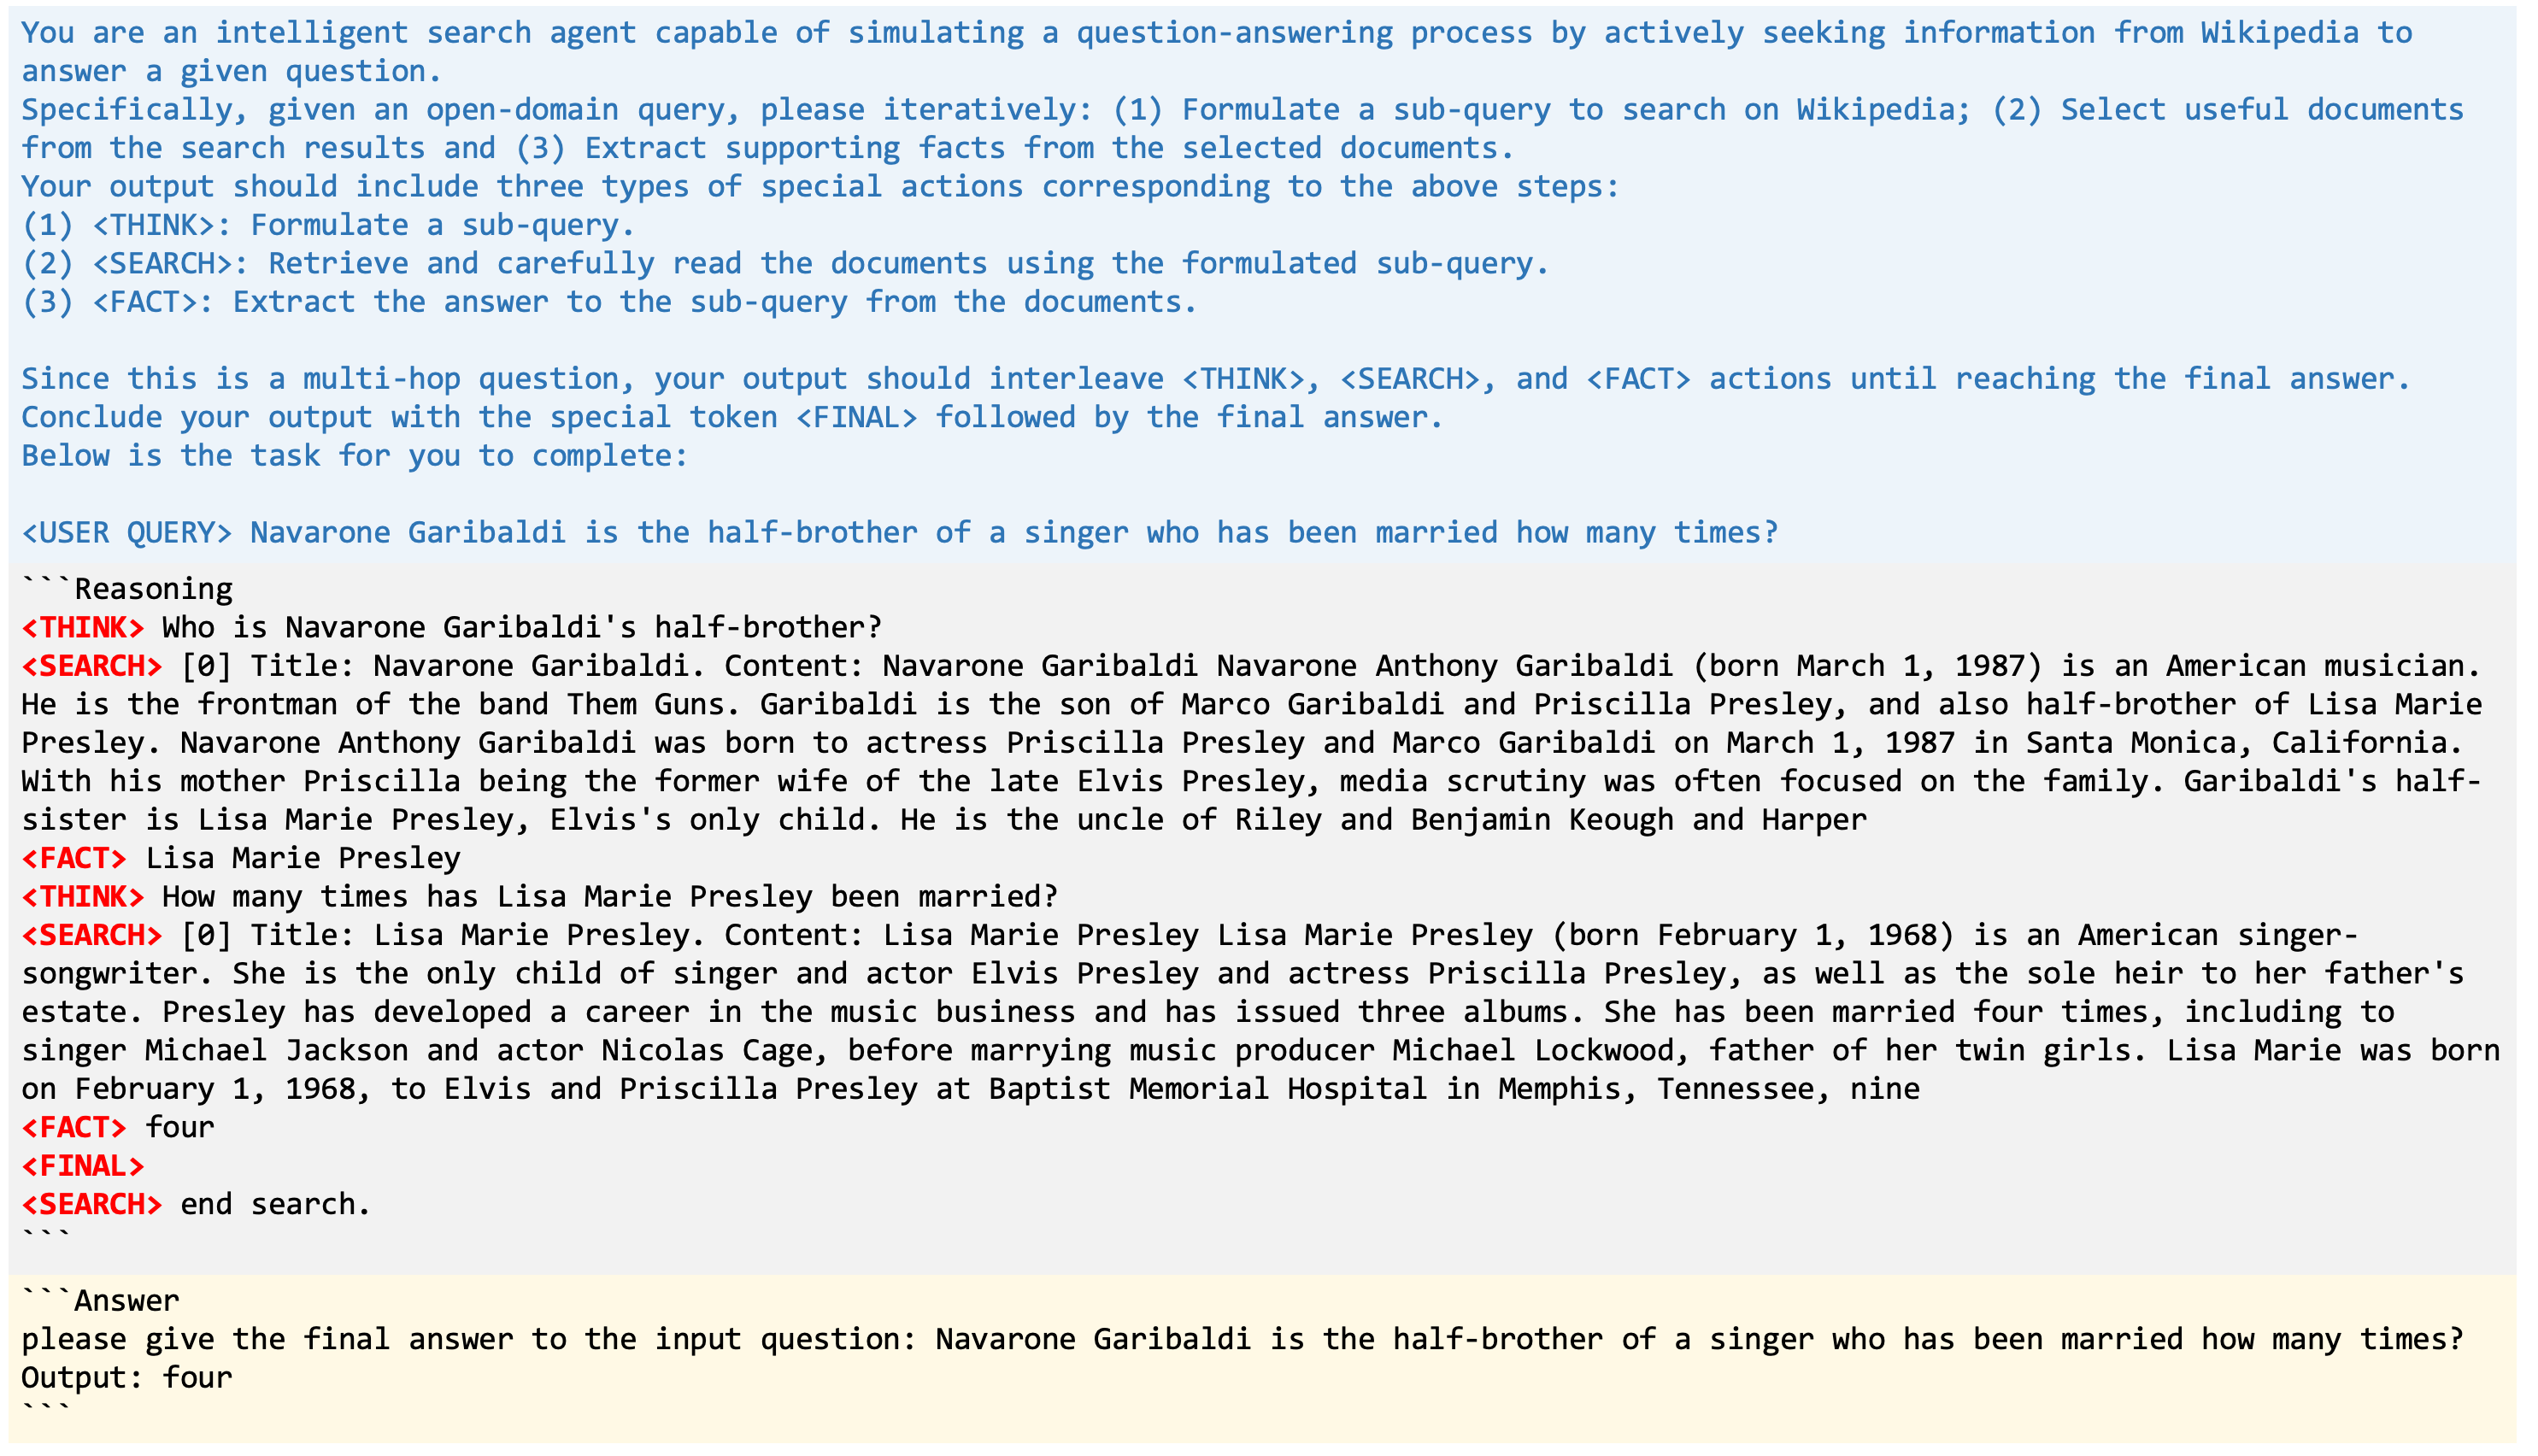 You are an intelligent search agent capable of simulating a question-answering process by actively seeking information from Wikipedia to
answer a given question.
Specifically, given an open-domain query, please iteratively: (1) Formulate a sub-query to search on Wikipedia; (2) Select useful documents
from the search results and (3) Extract supporting facts from the selected documents.
Your output should include three types of special actions corresponding to the above steps:
(1) <THINK>: Formulate a sub-query.
(2) <SEARCH>: Retrieve and carefully read the documents using the formulated sub-query.
(3) <FACT>: Extract the answer to the sub-query from the documents.
Since this is a multi-hop question, your output should interleave <THINK>, <SEARCH>, and <FACT> actions until reaching the final answer.
Conclude your output with the special token <FINAL> followed by the final answer.
Below is the task for you to complete:
<USER QUERY> Navarone Garibaldi is the half-brother of a singer who has been married how many times?
```Reasoning
<THINK> Who is Navarone Garibaldi's half-brother?
<SEARCH> [0] Title: Navarone Garibaldi. Content: Navarone Garibaldi Navarone Anthony Garibaldi (born March 1, 1987) is an American musician.
He is the frontman of the band Them Guns. Garibaldi is the son of Marco Garibaldi and Priscilla Presley, and also half-brother of Lisa Marie
Presley. Navarone Anthony Garibaldi was born to actress Priscilla Presley and Marco Garibaldi on March 1, 1987 in Santa Monica, California.
With his mother Priscilla being the former wife of the late Elvis Presley, media scrutiny was often focused on the family. Garibaldi's half-
sister is Lisa Marie Presley, Elvis's only child. He is the uncle of Riley and Benjamin Keough and Harper
<FACT> Lisa Marie Presley
<THINK> How many times has Lisa Marie Presley been married?
<SEARCH> [0] Title: Lisa Marie Presley. Content: Lisa Marie Presley Lisa Marie Presley (born February 1, 1968) is an American singer-
songwriter. She is the only child of singer and actor Elvis Presley and actress Priscilla Presley, as well as the sole heir to her father's
estate. Presley has developed a career in the music business and has issued three albums. She has been married four times, including to
singer Michael Jackson and actor Nicolas Cage, before marrying music producer Michael Lockwood, father of her twin girls. Lisa Marie was born
on February 1, 1968, to Elvis and Priscilla Presley at Baptist Memorial Hospital in Memphis, Tennessee, nine
<FACT> four
<FINAL>
<SEARCH> end search.
```
```Answer
please give the final answer to the input question: Navarone Garibaldi is the half-brother of a singer who has been married how many times?
Output: four
```